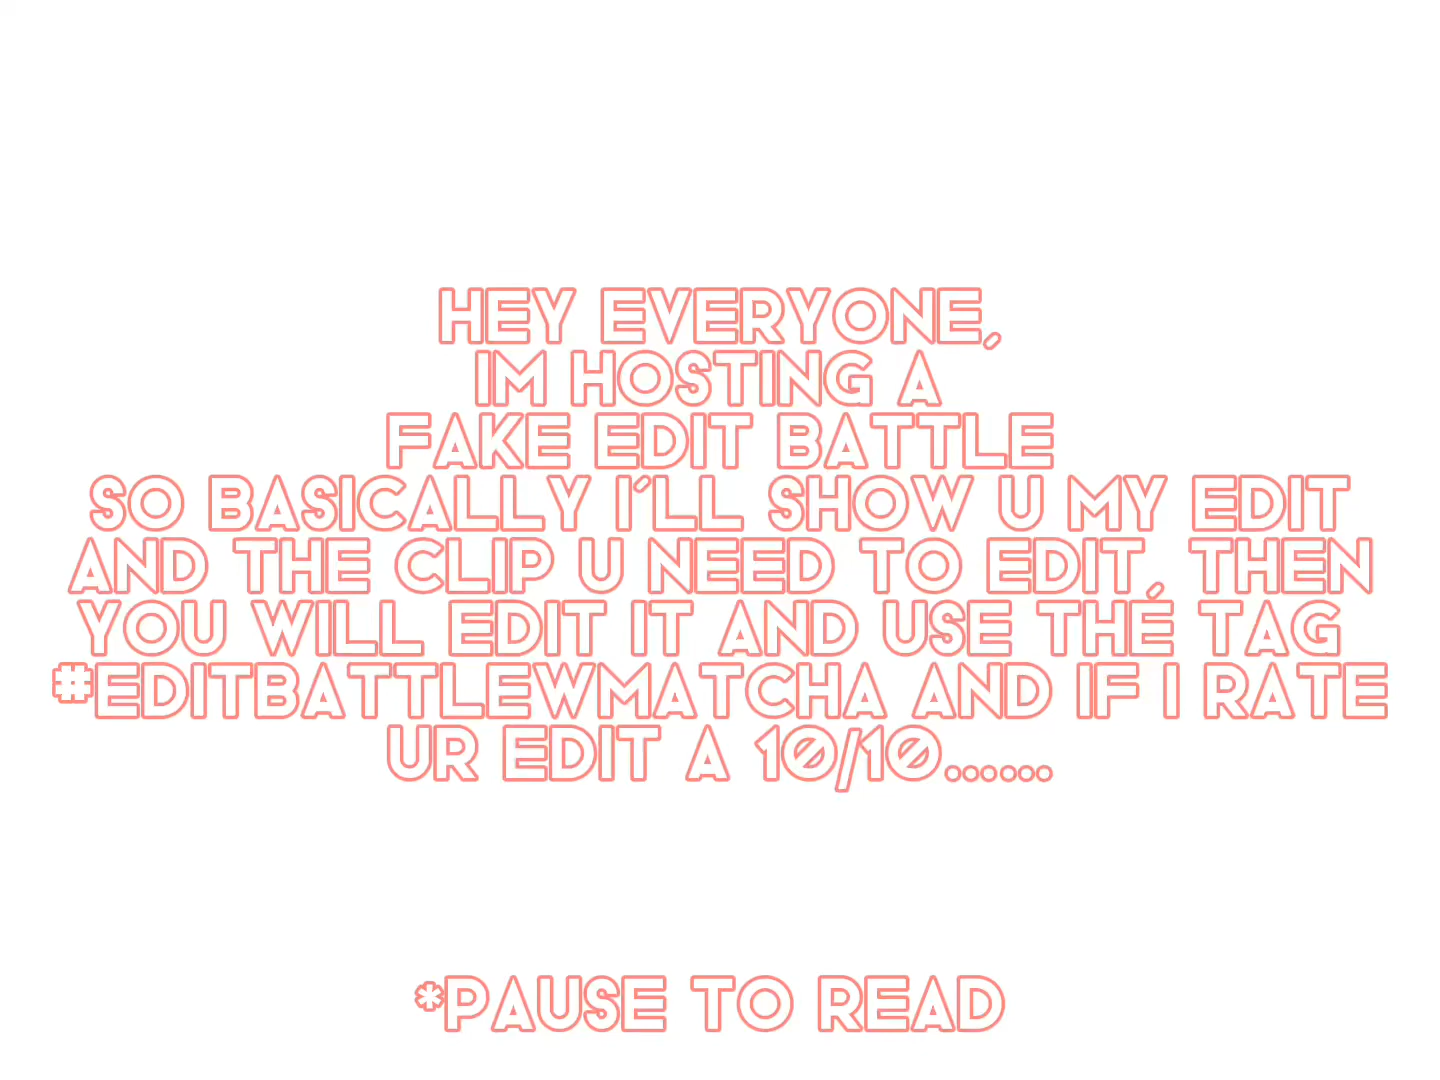 HEY EVERYONE,
IM HOSTING A
FAKE EDIT BATTLE
SO BASICALLY I'LL SHOW U MY EDIT
AND THE CLIP U NEED TO EDIT, THEN
YOU WILL EDIT IT AND USE THE TAG
#EDITBATTLEWMATCHA AND IF I RATE
UR EDIT A 10/10......
*PAUSE TO READ